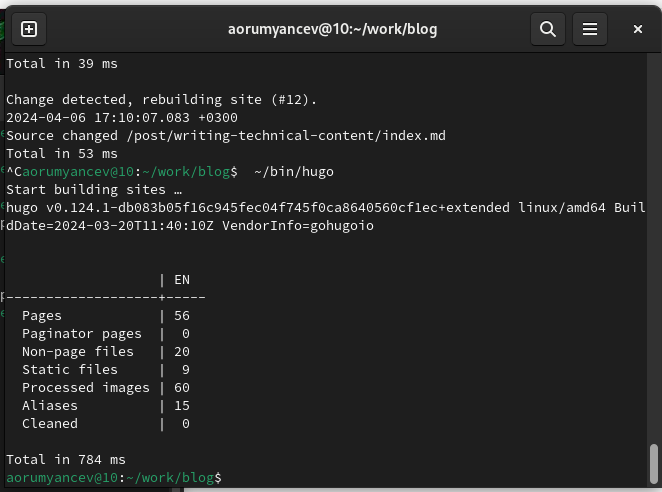 aorumyancev@10:~/work/blog
Total in 39 ms
Change detected, rebuilding site (#12).
2024-04-06 17:10:07.083 +0300
Source changed /post/writing-technical-content/index.md
Total in 53 ms
^Caorumyancev@10:~/work/blog$  ~/bin/hugo
Start building sites …
hugo v0.124.1-db083b05f16c945fec04f745f0ca8640560cf1ec+extended linux/amd64 Buil
dDate=2024-03-20T11:40:10Z VendorInfo=gohugoio
                   | EN
-------------------+-----
  Pages            | 56
  Paginator pages  |  0
  Non-page files   | 20
  Static files     |  9
  Processed images | 60
  Aliases          | 15
  Cleaned          |  0
Total in 784 ms
aorumyancev@10:~/work/blog$